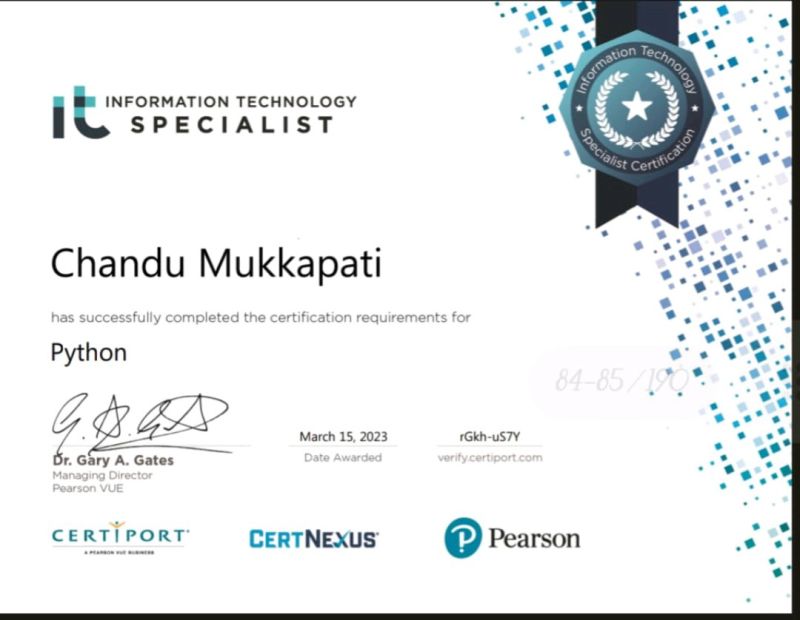 Information Technology
Specialist Certification
it INFORMATION TECHNOLOGY
SPECIALIST
Chandu Mukkapati
has successfully completed the certification requirements for
Python
84-85/190
March 15, 2023
rGkh-uS7Y
Dr. Gary A. Gates
Date Awarded
verify.certiport.com
Managing Director
Pearson VUE
CERTIPORT
A PEARSON VUE BUSINESS
CERTNEXUS
P Pearson